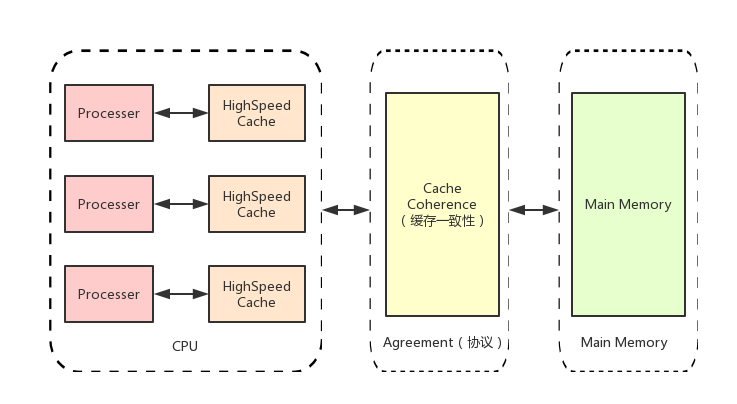 Processer
HighSpeed
Cache
Processer
HighSpeed
Cache
Processer
HighSpeed
Cache
CPU
Cache
Coherence
（缓存一致性）
Agreement（协议）
Main Memory
Main Memory